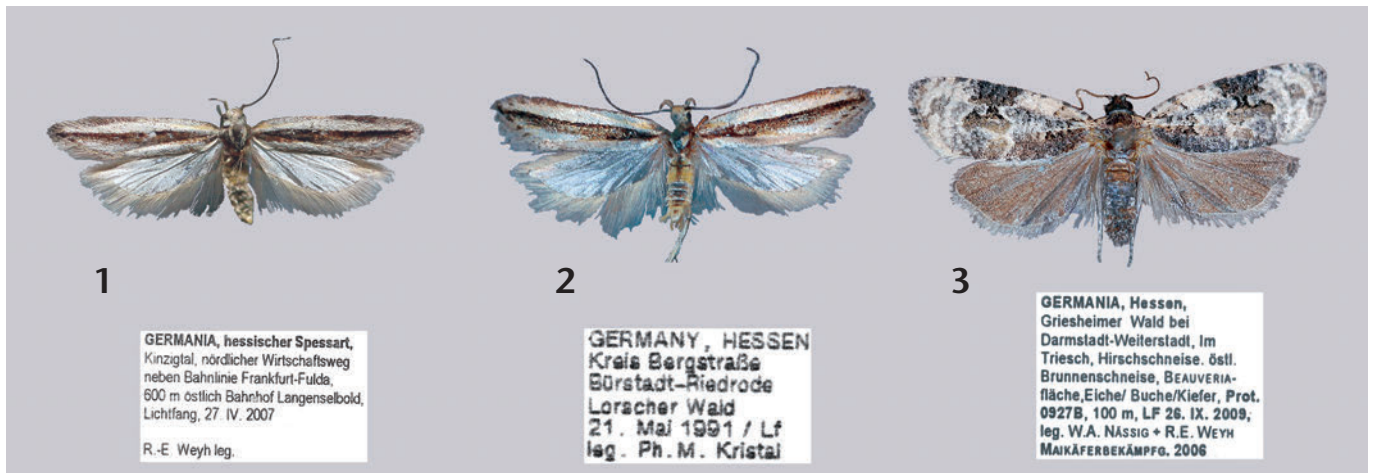 1
2
3
GERMANIA, hessischer Spessart,
Kinzigtal, nördlicher Wirtschaftsweg
neben Bahnlinie Frankfurt-Fulda,
600 m östlich Bahnhof Langenselbold,
Lichtfang, 27. IV. 2007
R.-E. Weyh leg.
GERMANY, HESSEN
Kreis Bergstraße
Bürstadt-Riedrode
Lorscher Wald
21. Mai 1991 / Lf
leg. Ph. M. Kristal
GERMANIA, Hessen,
Griesheimer Wald bei
Darmstadt-Weiterstadt, Im
Triesch, Hirschschneise. östl.
Brunnenschneise, BEAUVERIA-
fläche,Eiche/ Buche/Kiefer, Prot.
0927B, 100 m, LF 26. IX. 2009,
leg. W.A. NÄSSIG + R.E. WEYH
MAIKÄFERBEKÄMPFG. 2006